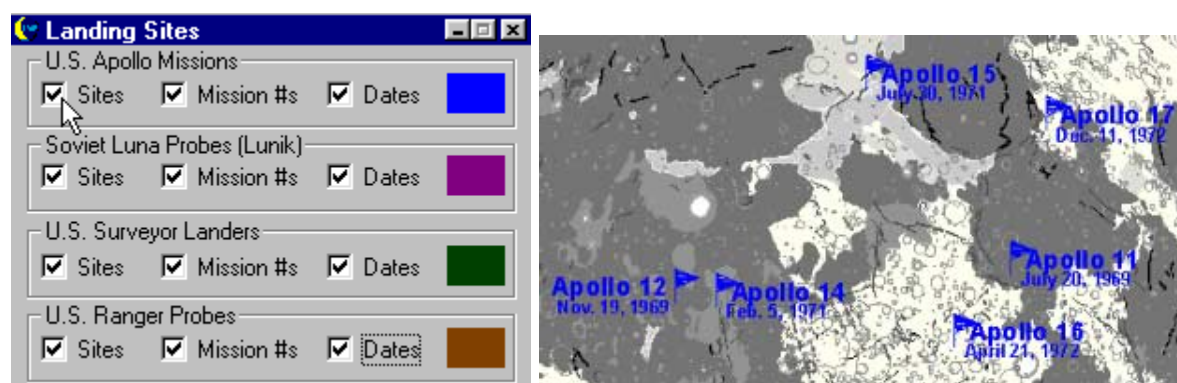 Landing Sites
U.S. Apollo Missions
Sites Mission #s Dates
Soviet Luna Probes (Lunik)
Sites Mission #s Dates
U.S. Surveyor Landers
Sites Mission #s Dates
U.S. Ranger Probes
Sites Mission #s Dates
Apollo 15
July 30, 1971
Apollo 17
Dec. 11, 1972
Apollo 11
July 20, 1969
Apollo 12
Nov. 19, 1969
Apollo 14
Feb. 5, 1971
Apollo 16
April 21, 1972